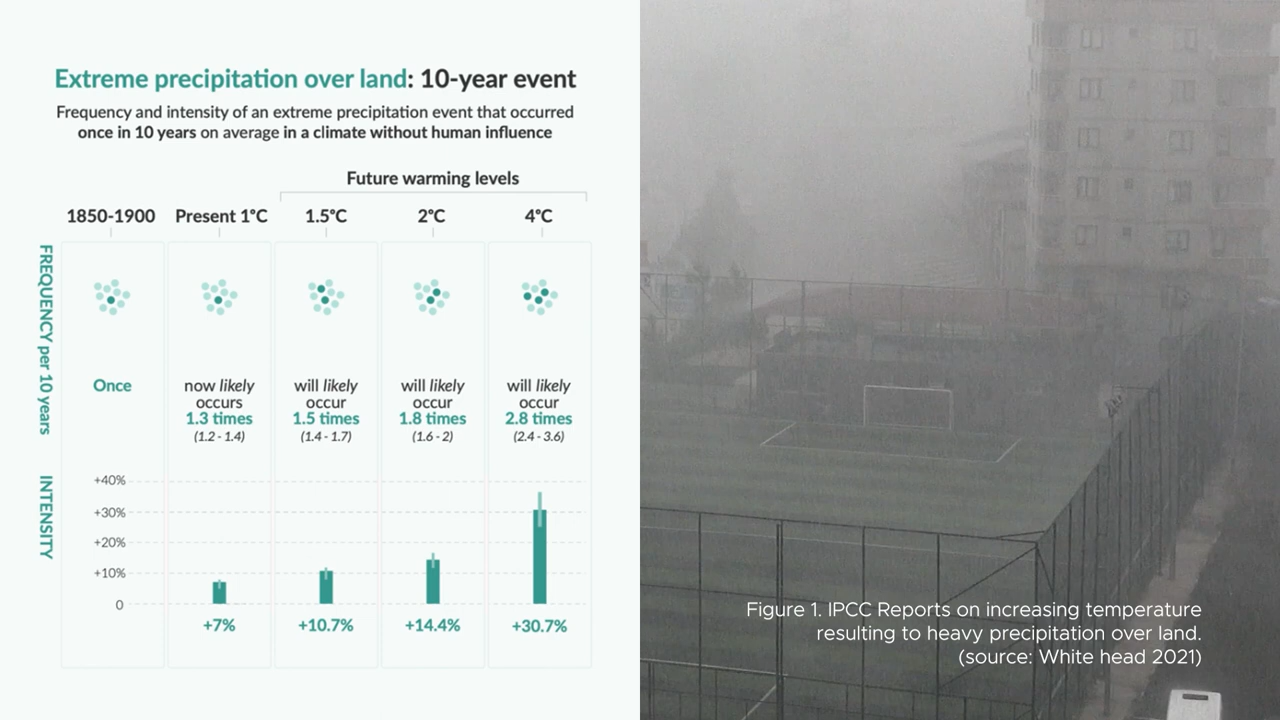 Extreme precipitation over land: 10-year event
Frequency and intensity of an extreme precipitation event that occurred
once in 10 years on average in a climate without human influence
Future warming levels
1850-1900 Present 1°C 1.5°C 2°C 4°C
FREQUENCY per 10 years
Once
now likely
occurs
1.3 times
(1.2 - 1.4)
will likely
occur
1.5 times
(1.4 - 1.7)
will likely
occur
1.8 times
(1.6 - 2)
will likely
occur
2.8 times
(2.4 - 3.6)
INTENSITY
+40%
+30%
+20%
+10%
0
+7% +10.7% +14.4% +30.7%
Figure 1. IPCC Reports on increasing temperature
resulting to heavy precipitation over land.
(source: White head 2021)